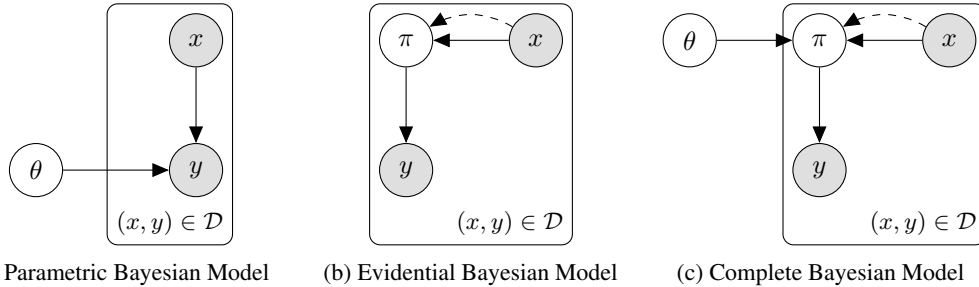 x
π
x
θ
π
x
θ
y
y
y
(x, y) ∈ 𝒟
(x, y) ∈ 𝒟
(x, y) ∈ 𝒟
Parametric Bayesian Model
(b) Evidential Bayesian Model
(c) Complete Bayesian Model